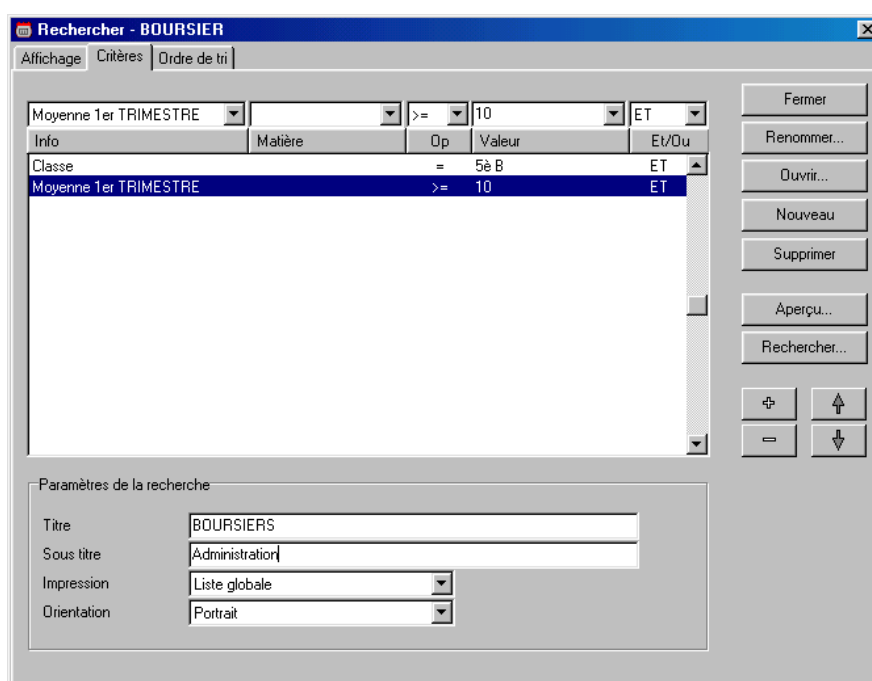 Rechercher - BOURSIER
Affichage Critères Ordre de tri
Moyenne 1er TRIMESTRE >= 10 ET
Info Matière Op Valeur Et/Ou
Classe = 5è B ET
Moyenne 1er TRIMESTRE >= 10 ET
Fermer
Renommer...
Ouvrir...
Nouveau
Supprimer
Aperçu...
Rechercher...
Paramètres de la recherche
Titre BOURSIERS
Sous titre Administration
Impression Liste globale
Orientation Portrait